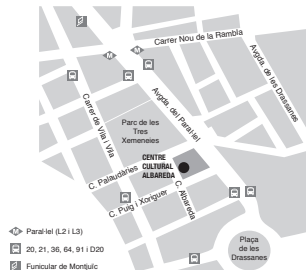 Carrer Nou de la Rambla
Avgda. de les Drassanes
Avgda. del Paral·lel
Carrer de Vila i Vila
Parc de les
Tres
Xemeneies
CENTRE
CULTURAL
ALBAREDA
C. Palaudàries
C. Albareda
C. Puig i Xoriguer
Plaça
de les
Drassanes
M Paral·lel (L2 i L3)
20, 21, 36, 64, 91 i D20
Funicular de Montjuïc